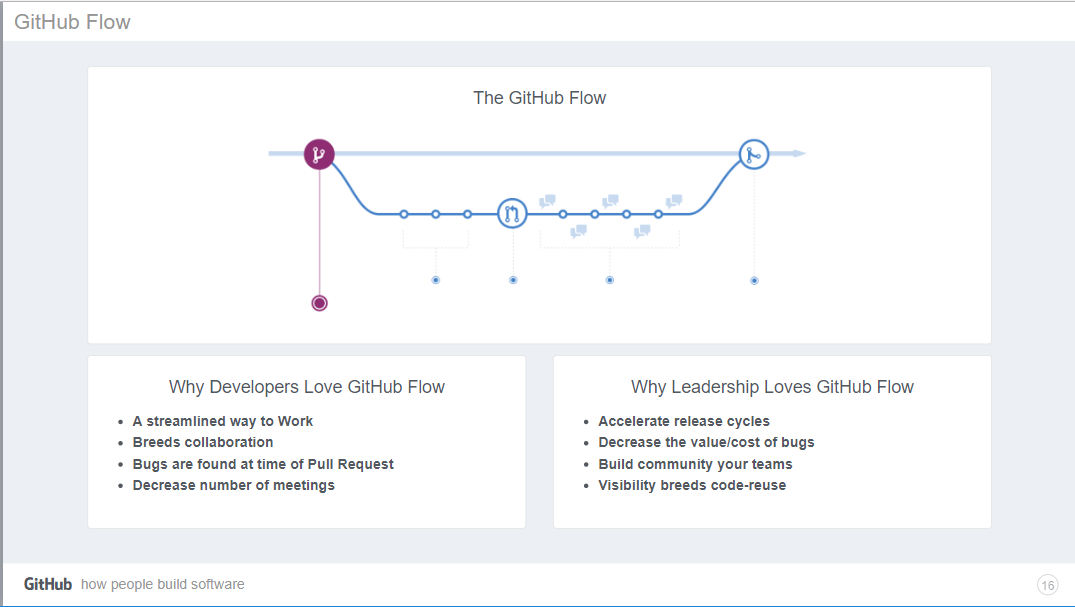 GitHub Flow
The GitHub Flow
Why Developers Love GitHub Flow
A streamlined way to Work
Breeds collaboration
Bugs are found at time of Pull Request
Decrease number of meetings
Why Leadership Loves GitHub Flow
Accelerate release cycles
Decrease the value/cost of bugs
Build community your teams
Visibility breeds code-reuse
GitHub how people build software
16